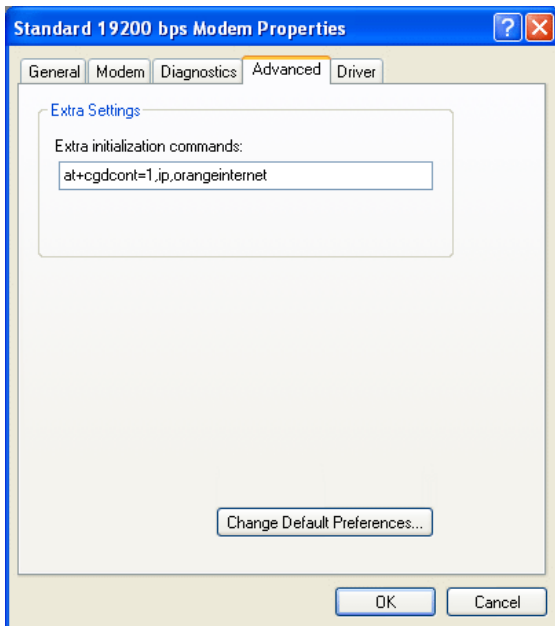 Standard 19200 bps Modem Properties
General Modem Diagnostics Advanced Driver
Extra Settings
Extra initialization commands:
at+cgdcont=1,ip,orangeinternet
Change Default Preferences...
OK Cancel